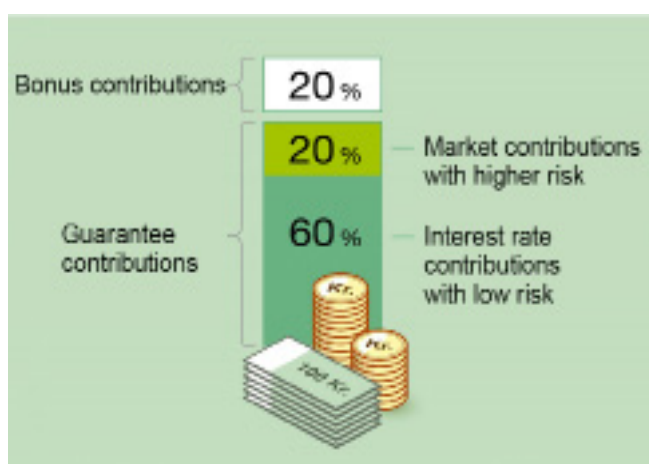 Bonus contributions
20 %
20 %
Market contributions
with higher risk
Guarantee
contributions
60 %
Interest rate
contributions
with low risk
Kr.
Kr.
100 Kr.